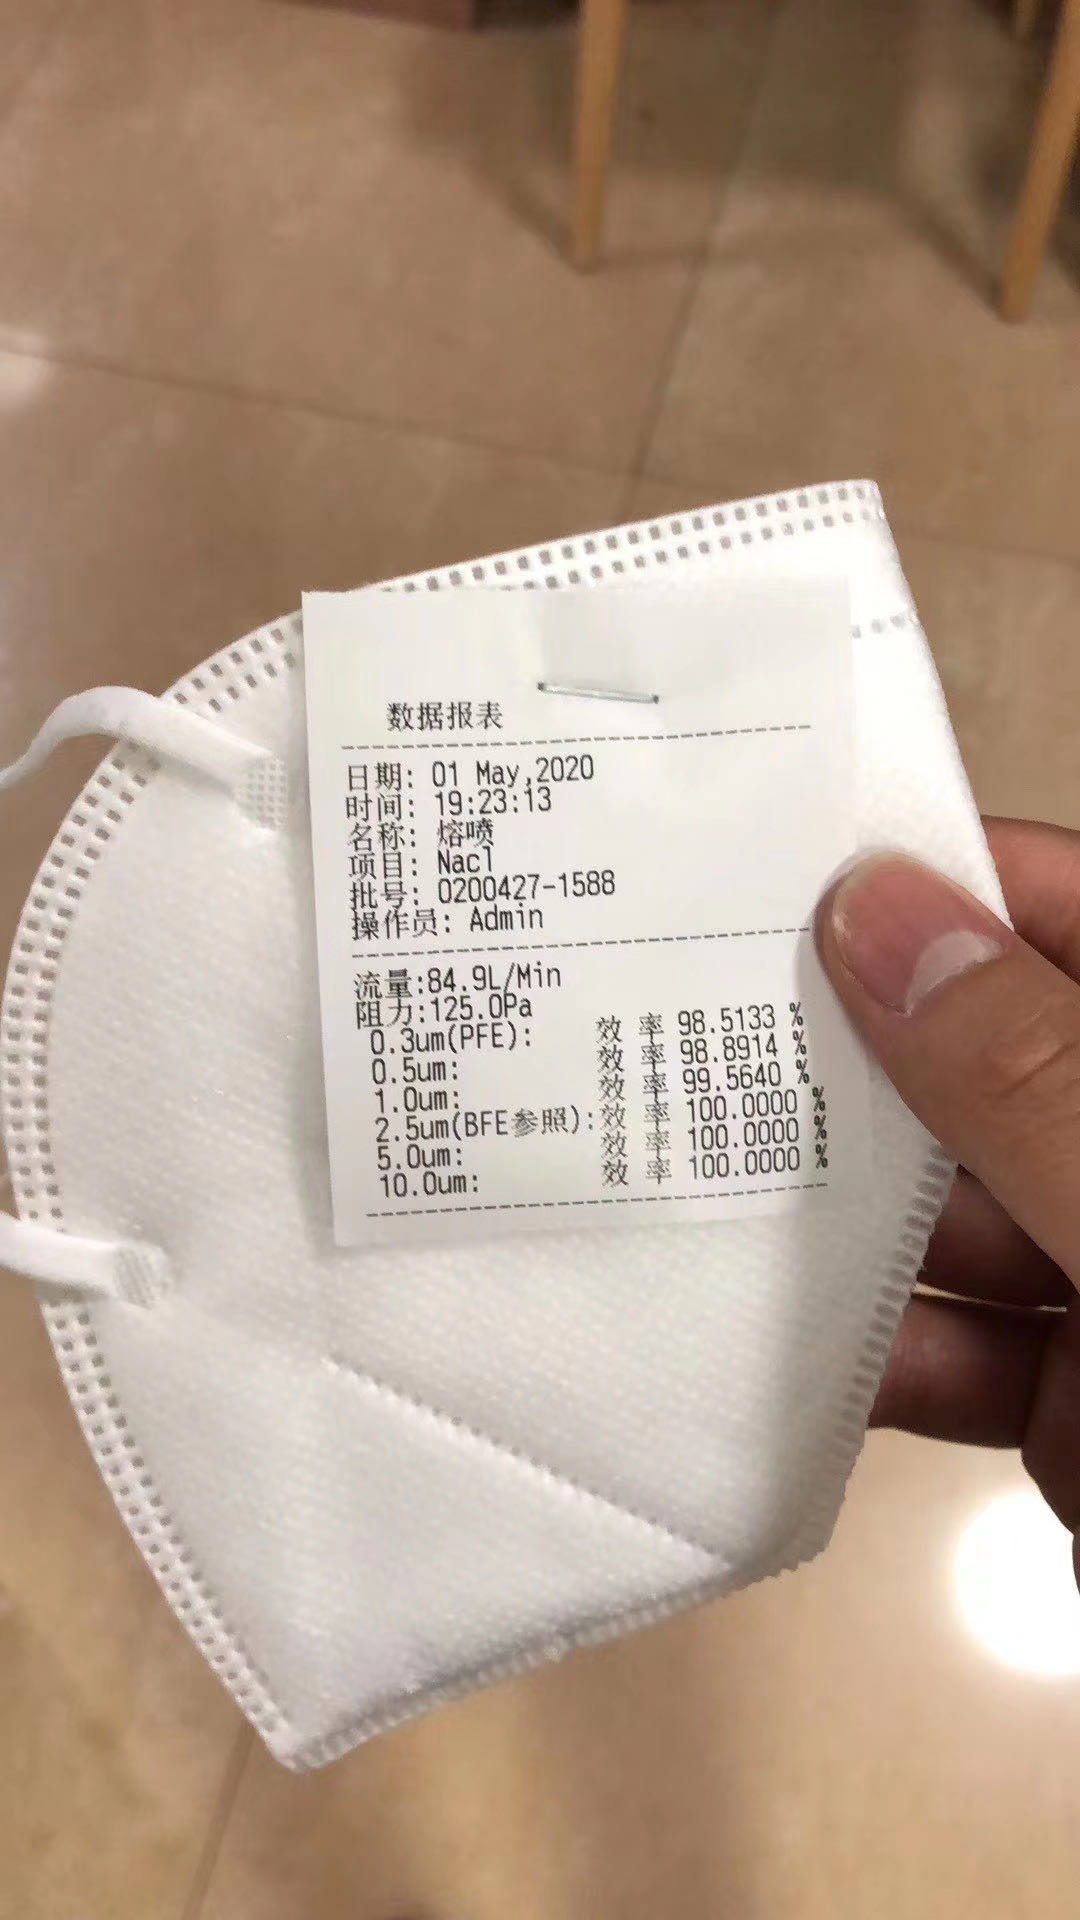 数据报表
日期: 01 May,2020
时间: 19:23:13
名称: 熔喷
项目: Nacl
批号: 0200427-1588
操作员: Admin
流量:84.9L/Min
阻力:125.0Pa
0.3um(PFE): 效 率 98.5133 %
0.5um: 效 率 98.8914 %
1.0um: 效 率 99.5640 %
2.5um(BFE参照):效 率 100.0000 %
5.0um: 效 率 100.0000 %
10.0um: 效 率 100.0000 %